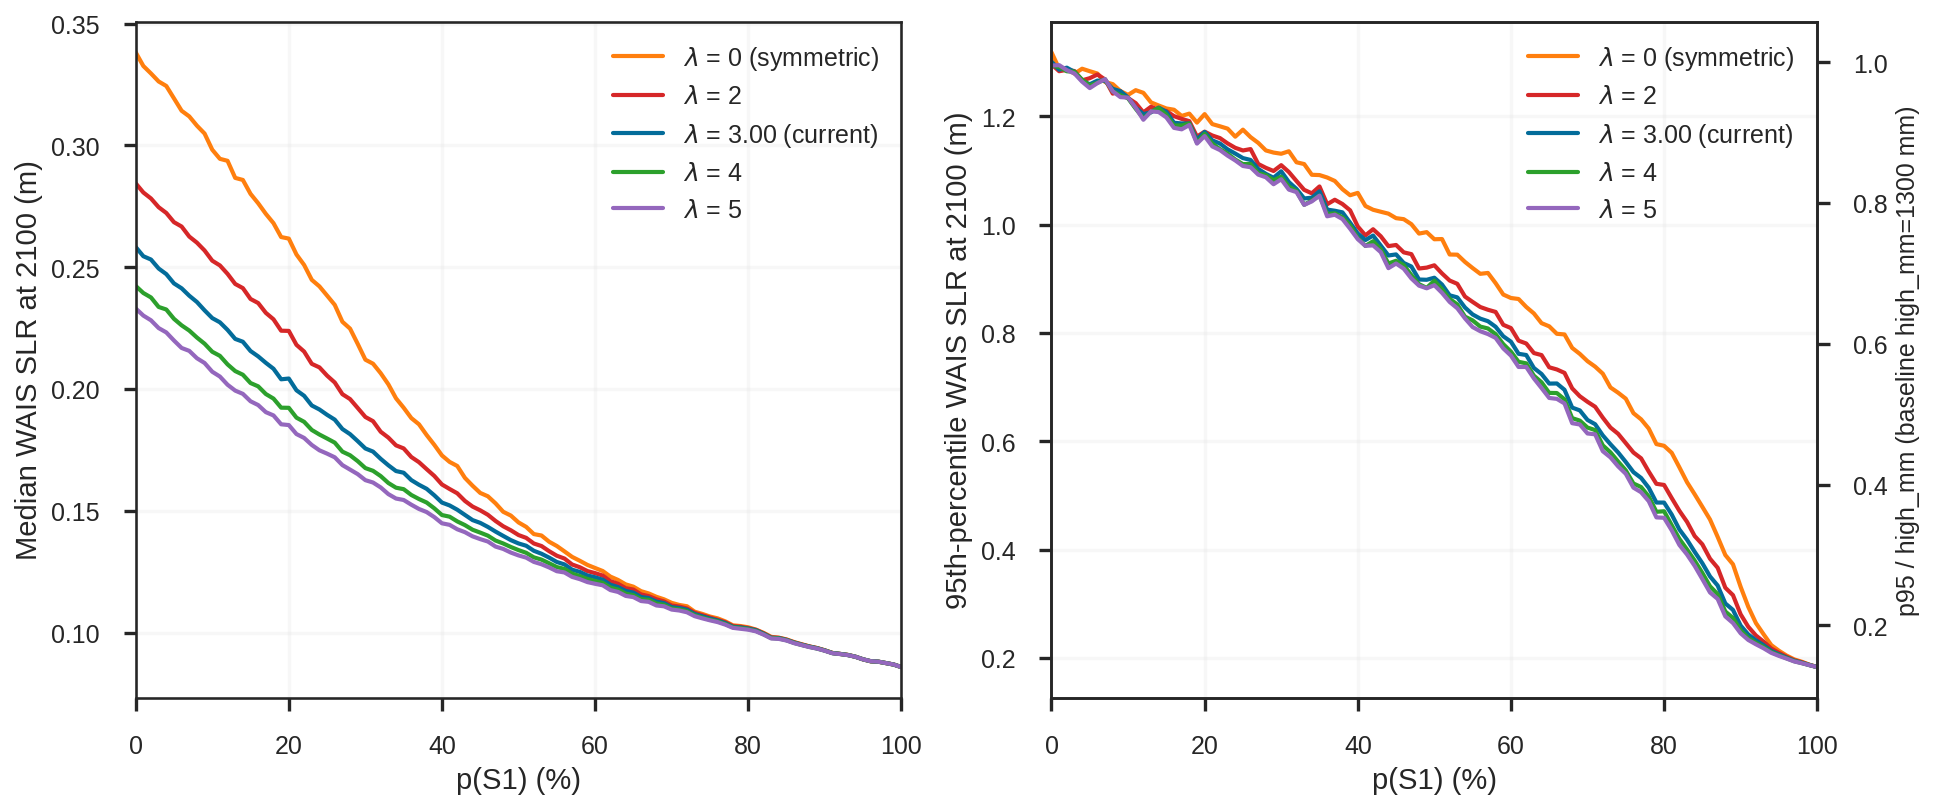 Median WAIS SLR at 2100 (m)
0.35
0.30
0.25
0.20
0.15
0.10
λ = 0 (symmetric)
λ = 2
λ = 3.00 (current)
λ = 4
λ = 5
0 20 40 60 80 100
p(S1) (%)
95th-percentile WAIS SLR at 2100 (m)
1.2
1.0
0.8
0.6
0.4
0.2
λ = 0 (symmetric)
λ = 2
λ = 3.00 (current)
λ = 4
λ = 5
1.0
0.8
0.6
0.4
0.2
p95 / high_mm (baseline high_mm=1300 mm)
0 20 40 60 80 100
p(S1) (%)